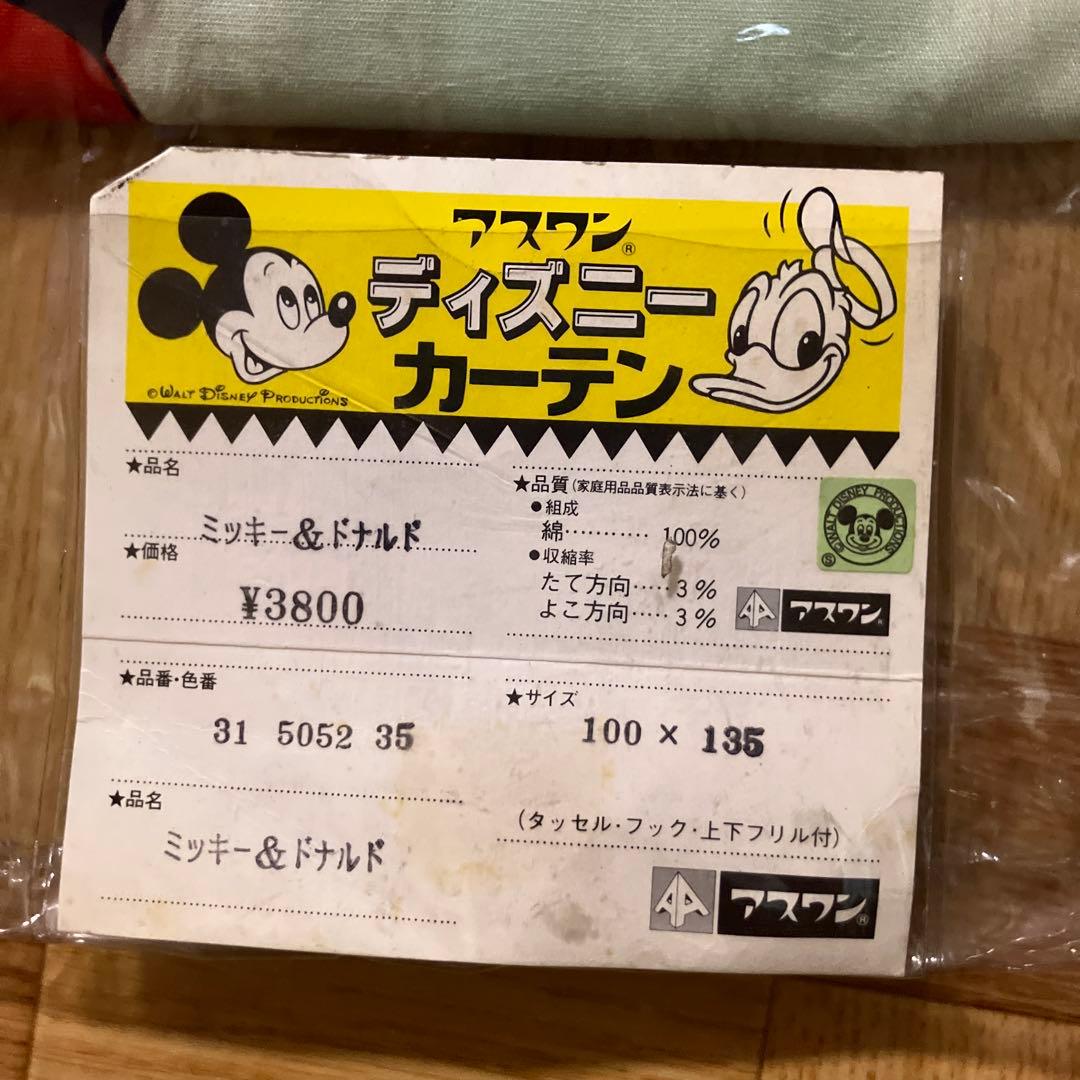 アスワン®
ディズニー
カーテン
©WALT DISNEY PRODUCTIONS
★品名
ミッキー&ドナルド
★価格
¥3800
★品質(家庭用品品質表示法に基く)
●組成
綿………… 100%
●収縮率
たて方向……3%
よこ方向……3%
©WALT DISNEY PRODUCTIONS
Ⓢ
アスワン®
★品番・色番
31 5052 35
★サイズ
100 × 135
★品名
ミッキー&ドナルド
(タッセル・フック・上下フリル付)
アスワン®